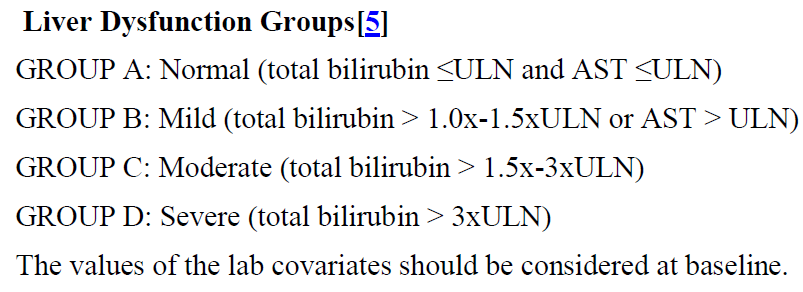 Liver Dysfunction Groups[5]
GROUP A: Normal (total bilirubin ≤ULN and AST ≤ULN)
GROUP B: Mild (total bilirubin > 1.0x-1.5xULN or AST > ULN)
GROUP C: Moderate (total bilirubin > 1.5x-3xULN)
GROUP D: Severe (total bilirubin > 3xULN)
The values of the lab covariates should be considered at baseline.